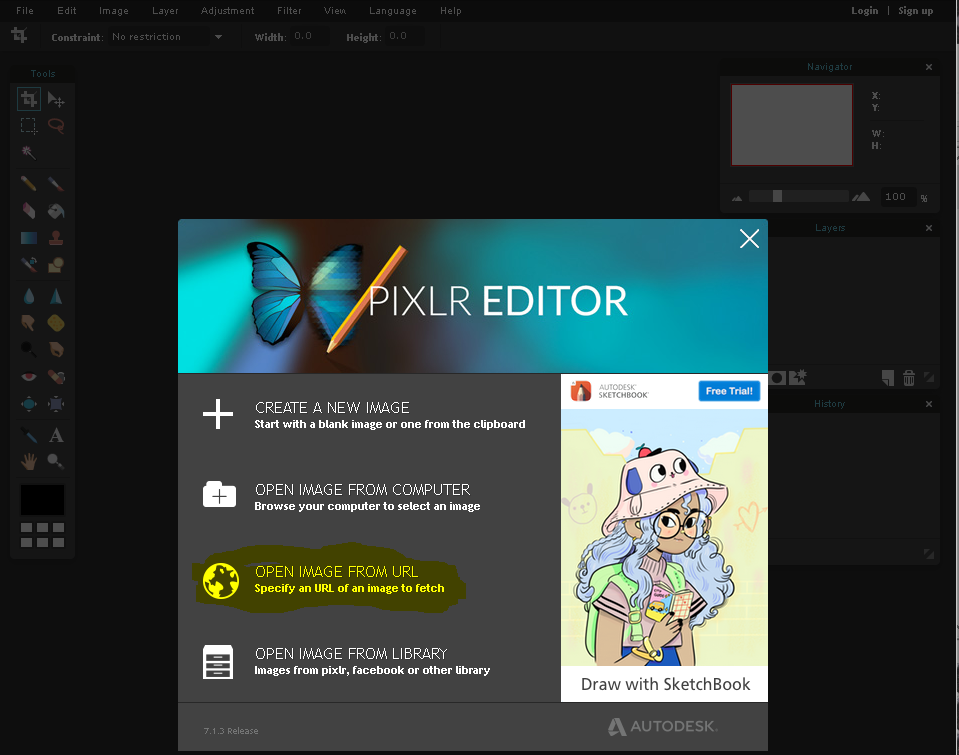 File Edit Image Layer Adjustment Filter View Language Help Login | Sign up
Constraint: No restriction Width: 0.0 Height: 0.0
Tools
Navigator
X:
Y:
W:
H:
100 %
Layers
History
PIXLR EDITOR
CREATE A NEW IMAGE
Start with a blank image or one from the clipboard
OPEN IMAGE FROM COMPUTER
Browse your computer to select an image
OPEN IMAGE FROM URL
Specify an URL of an image to fetch
OPEN IMAGE FROM LIBRARY
Images from pixlr, facebook or other library
AUTODESK®
SKETCHBOOK®
Free Trial!
Draw with SketchBook
7.1.3 Release
AUTODESK.